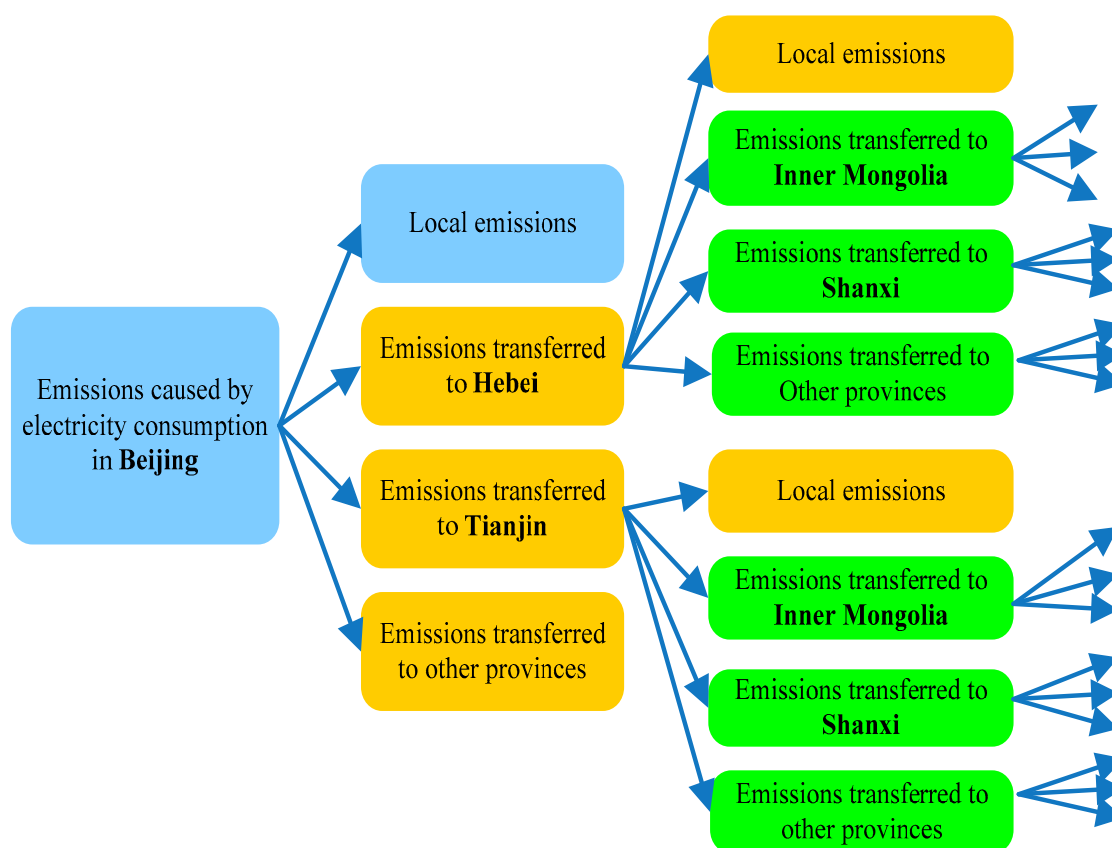 Emissions caused by
electricity consumption
in Beijing
Local emissions
Emissions transferred
to Hebei
Emissions transferred
to Tianjin
Emissions transferred
to other provinces
Local emissions
Emissions transferred to
Inner Mongolia
Emissions transferred to
Shanxi
Emissions transferred to
Other provinces
Local emissions
Emissions transferred to
Inner Mongolia
Emissions transferred to
Shanxi
Emissions transferred to
other provinces